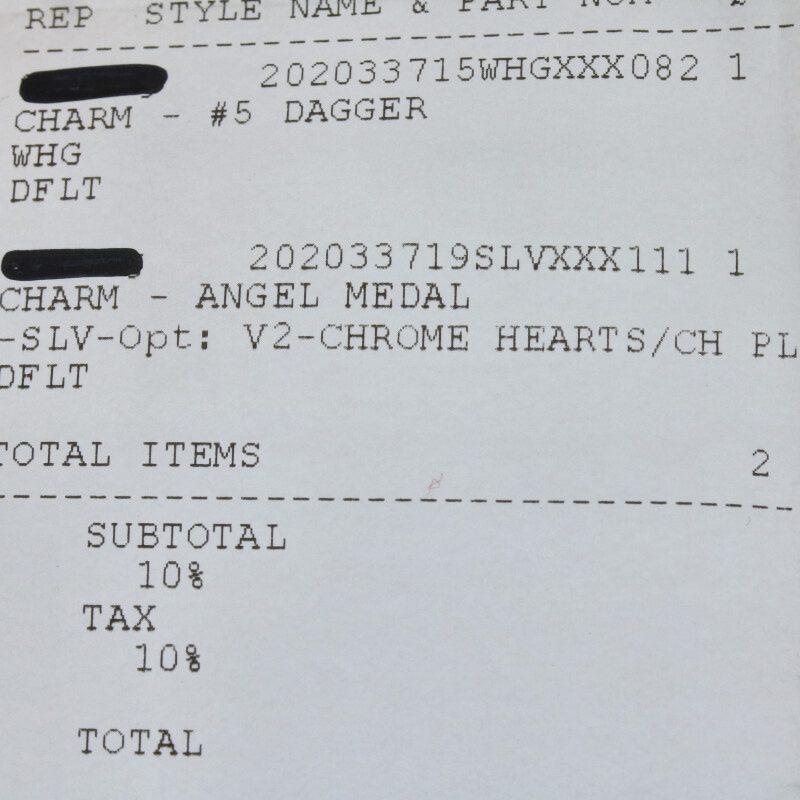 REP STYLE NAME & PART NUM
202033715WHGXXX082 1
CHARM - #5 DAGGER
WHG
DFLT
202033719SLVXXX111 1
CHARM - ANGEL MEDAL
-SLV-Opt: V2-CHROME HEARTS/CH PL
DFLT
TOTAL ITEMS 2
SUBTOTAL
10%
TAX
10%
TOTAL